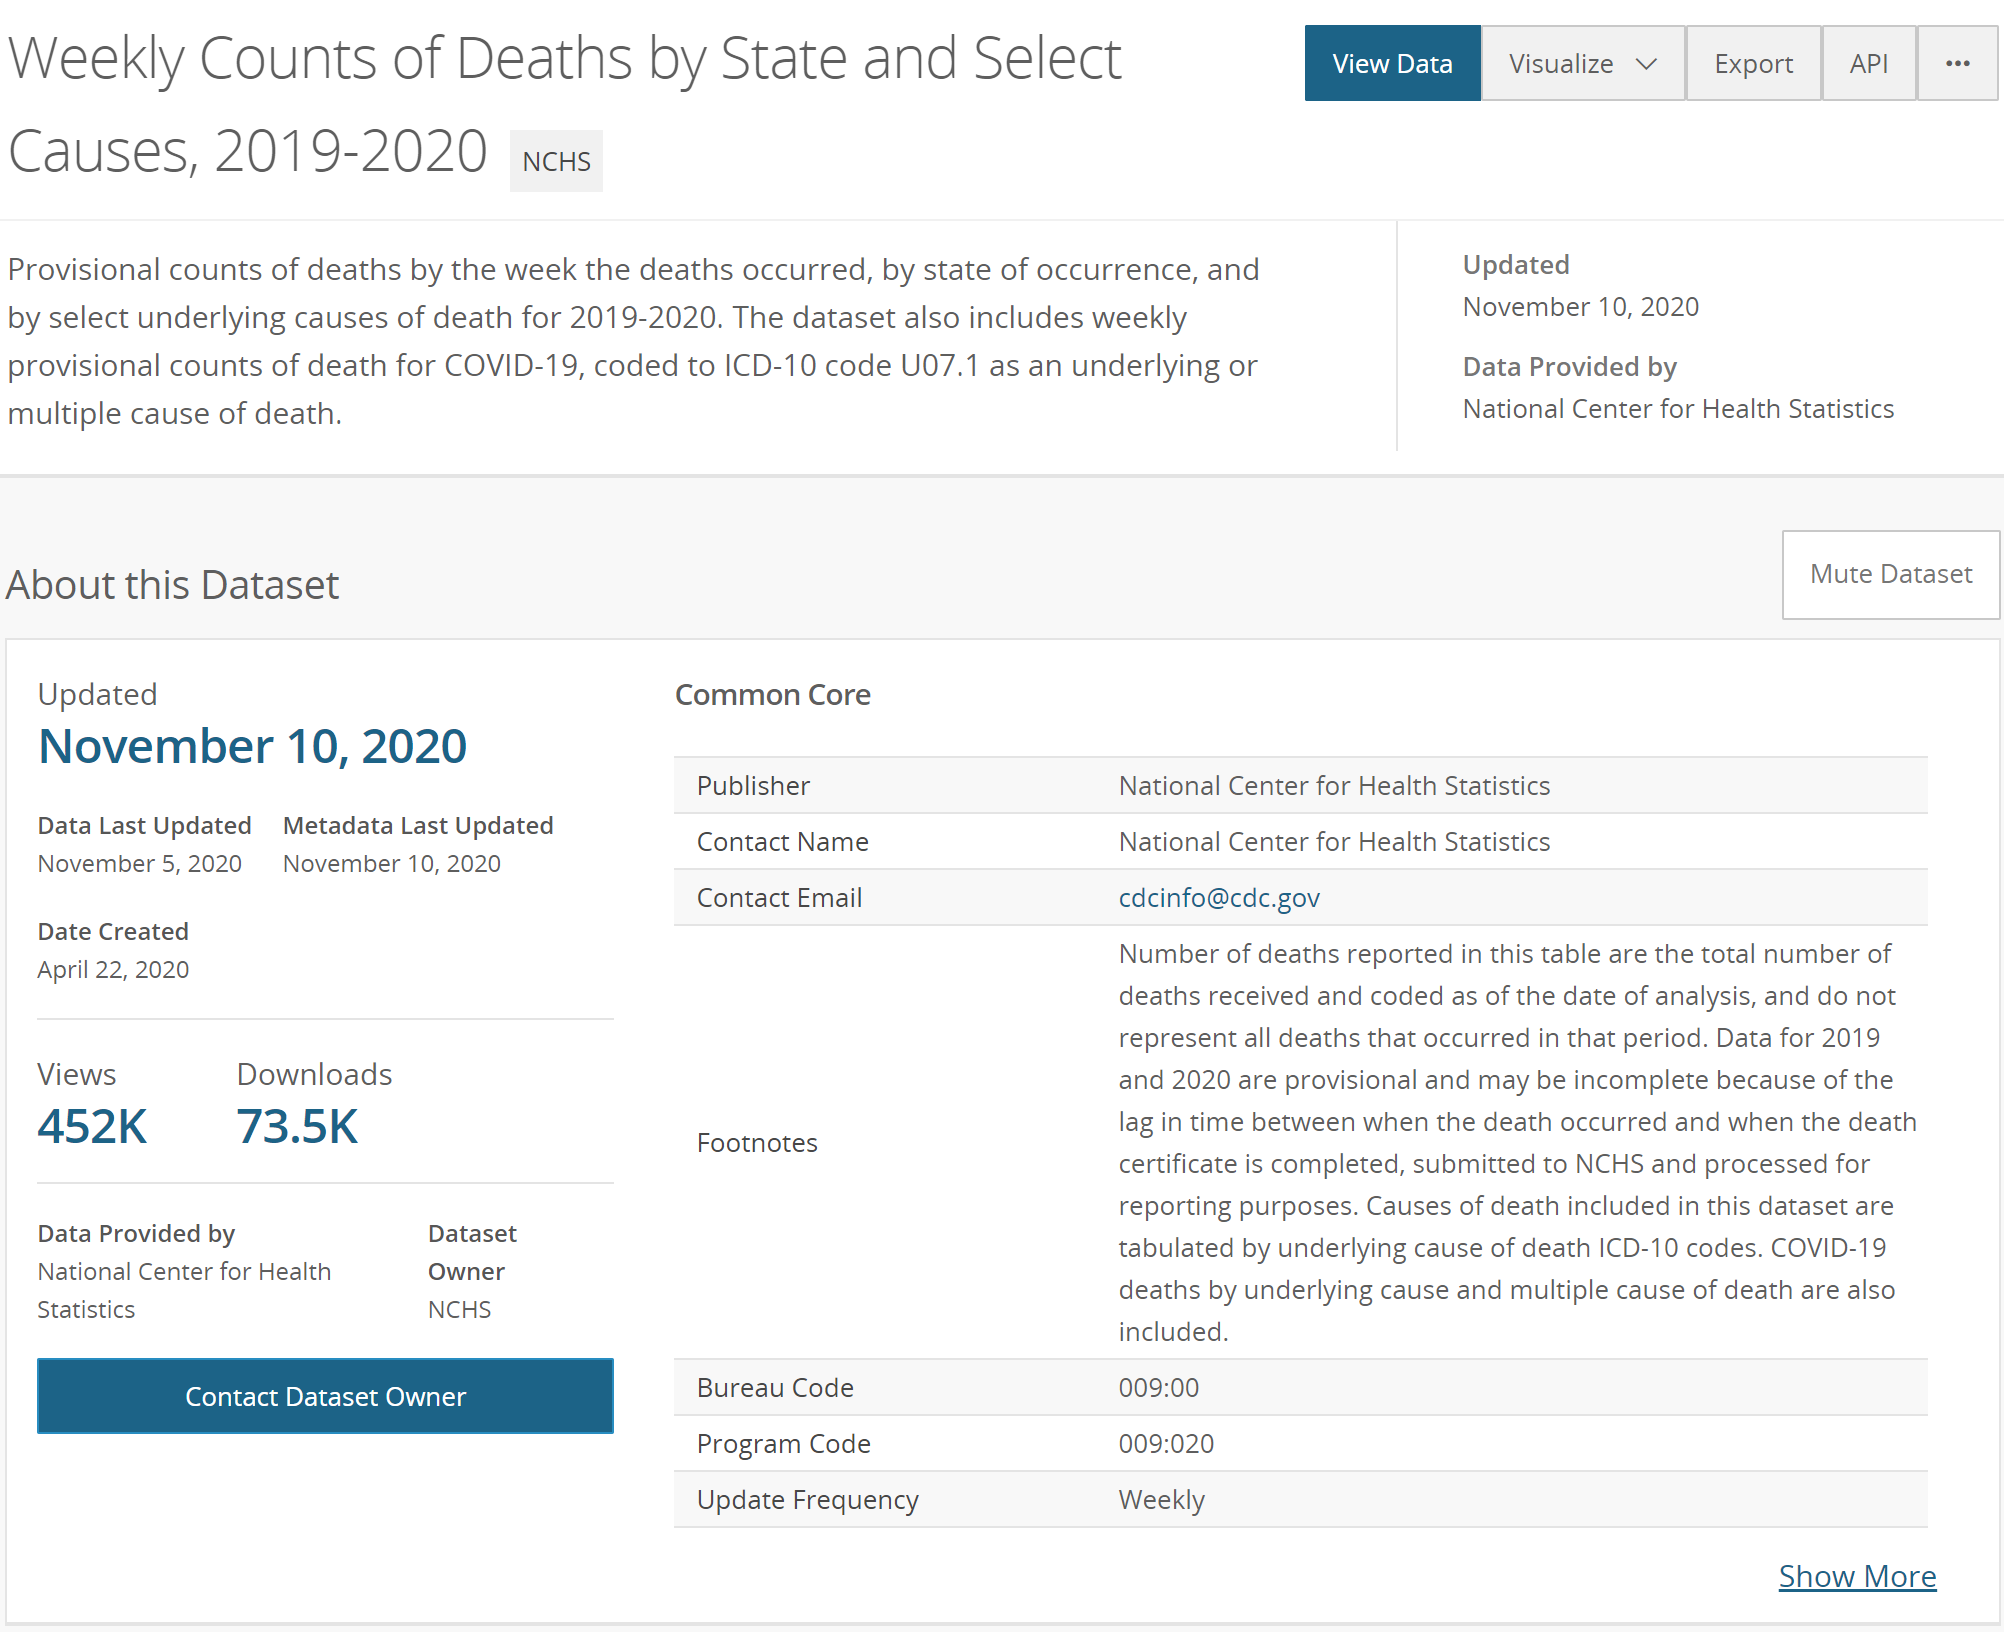 Weekly Counts of Deaths by State and Select
Causes, 2019-2020 NCHS
View Data Visualize Export API •••
Provisional counts of deaths by the week the deaths occurred, by state of occurrence, and
by select underlying causes of death for 2019-2020. The dataset also includes weekly
provisional counts of death for COVID-19, coded to ICD-10 code U07.1 as an underlying or
multiple cause of death.
Updated
November 10, 2020
Data Provided by
National Center for Health Statistics
About this Dataset
Mute Dataset
Updated
November 10, 2020
Data Last Updated Metadata Last Updated
November 5, 2020 November 10, 2020
Date Created
April 22, 2020
Views Downloads
452K 73.5K
Data Provided by Dataset
National Center for Health Owner
Statistics NCHS
Contact Dataset Owner
Common Core
Publisher National Center for Health Statistics
Contact Name National Center for Health Statistics
Contact Email cdcinfo@cdc.gov
Footnotes
Number of deaths reported in this table are the total number of
deaths received and coded as of the date of analysis, and do not
represent all deaths that occurred in that period. Data for 2019
and 2020 are provisional and may be incomplete because of the
lag in time between when the death occurred and when the death
certificate is completed, submitted to NCHS and processed for
reporting purposes. Causes of death included in this dataset are
tabulated by underlying cause of death ICD-10 codes. COVID-19
deaths by underlying cause and multiple cause of death are also
included.
Bureau Code 009:00
Program Code 009:020
Update Frequency Weekly
Show More